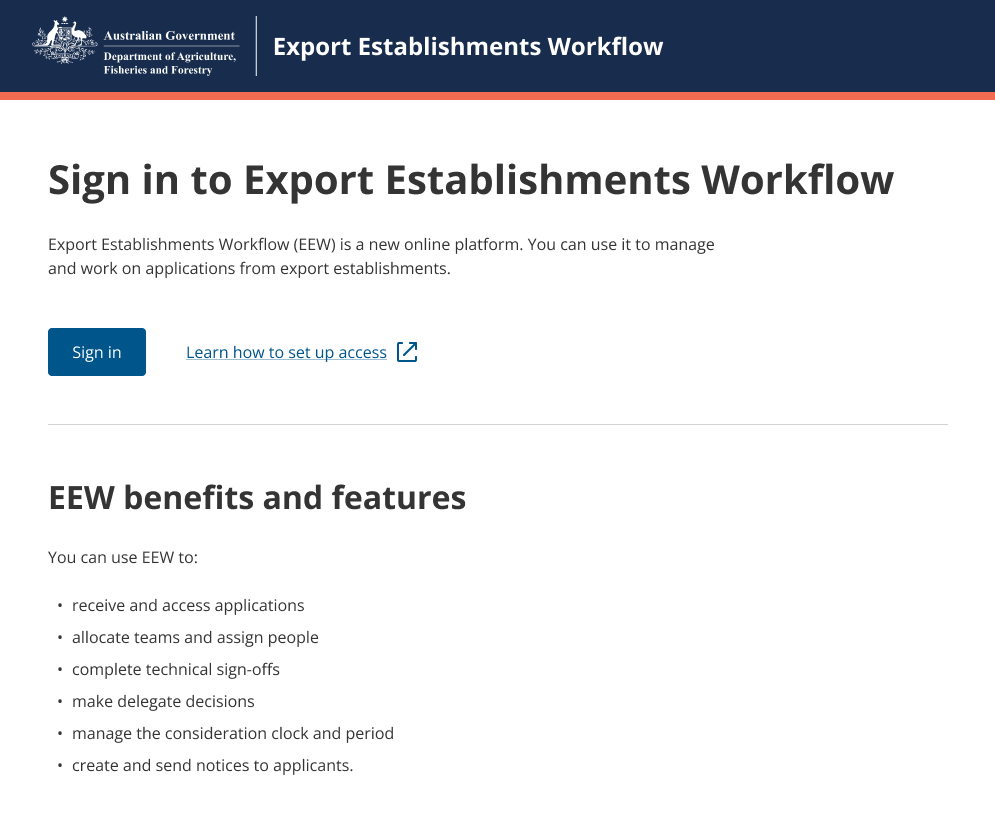 Australian Government
Department of Agriculture,
Fisheries and Forestry
Export Establishments Workflow
Sign in to Export Establishments Workflow
Export Establishments Workflow (EEW) is a new online platform. You can use it to manage
and work on applications from export establishments.
Sign in
Learn how to set up access
EEW benefits and features
You can use EEW to:
• receive and access applications
• allocate teams and assign people
• complete technical sign-offs
• make delegate decisions
• manage the consideration clock and period
• create and send notices to applicants.